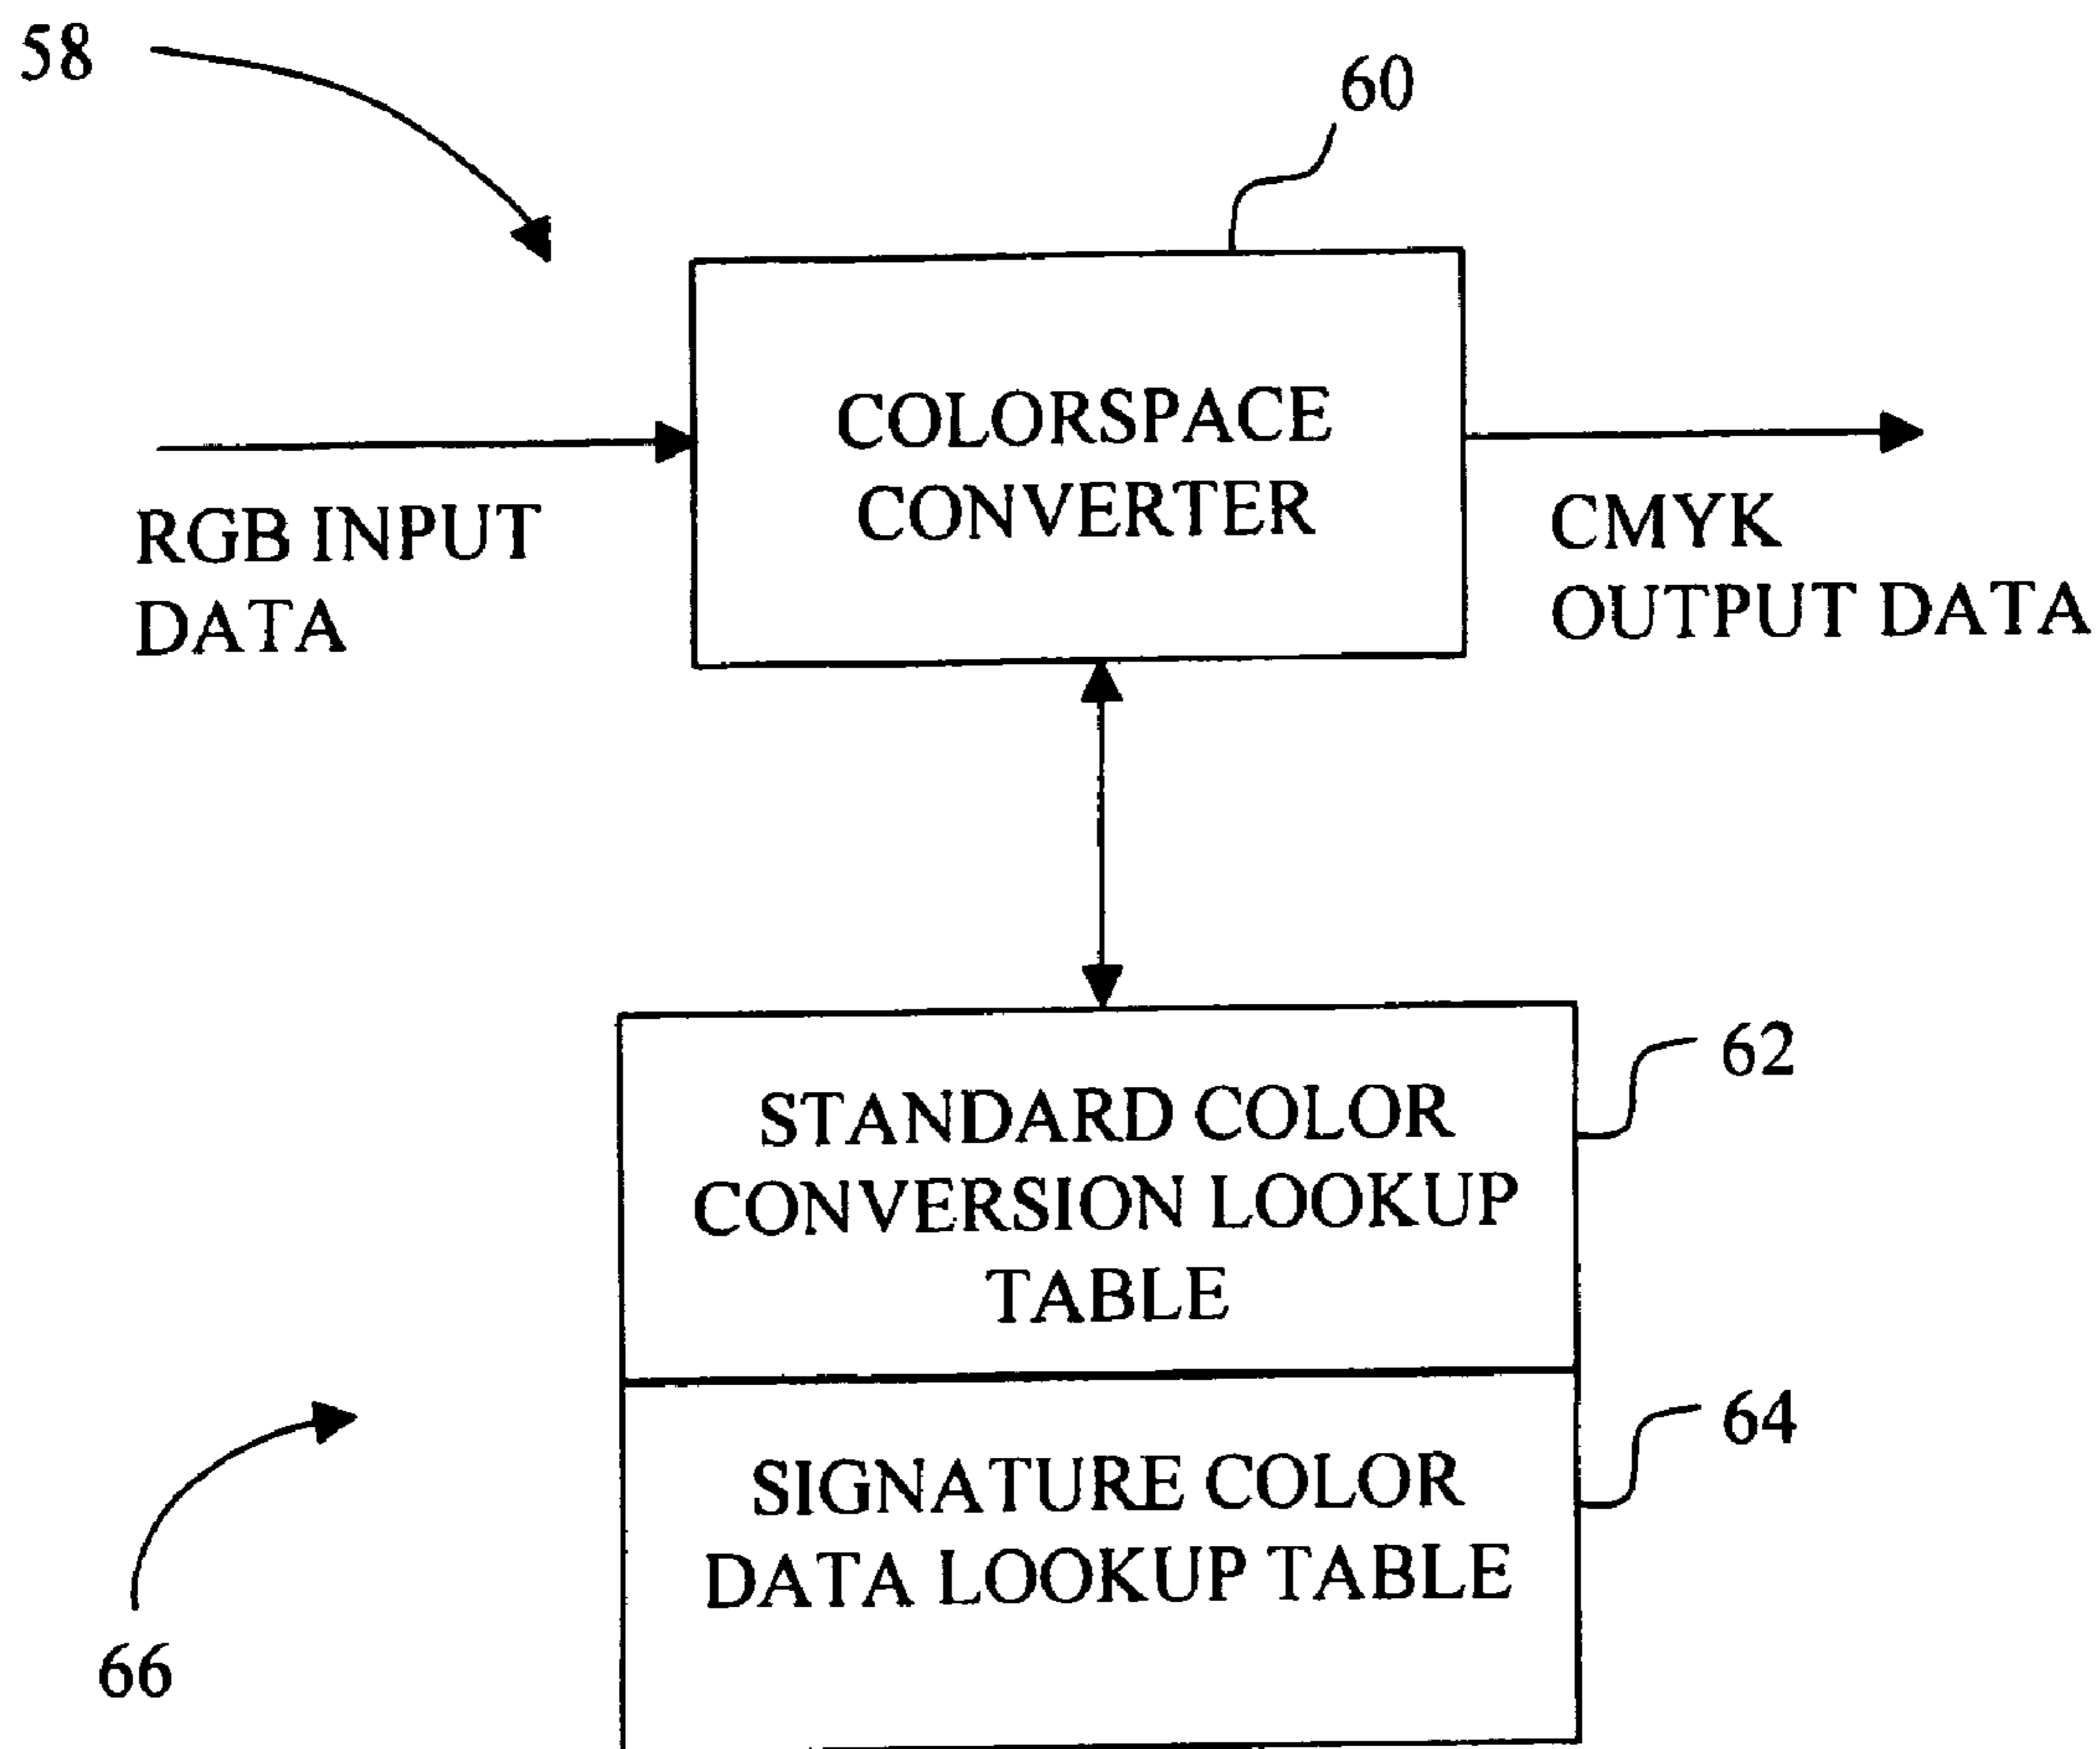 58
60
COLORSPACE
CONVERTER
RGB INPUT
DATA
CMYK
OUTPUT DATA
62
STANDARD COLOR
CONVERSION LOOKUP
TABLE
64
SIGNATURE COLOR
DATA LOOKUP TABLE
66